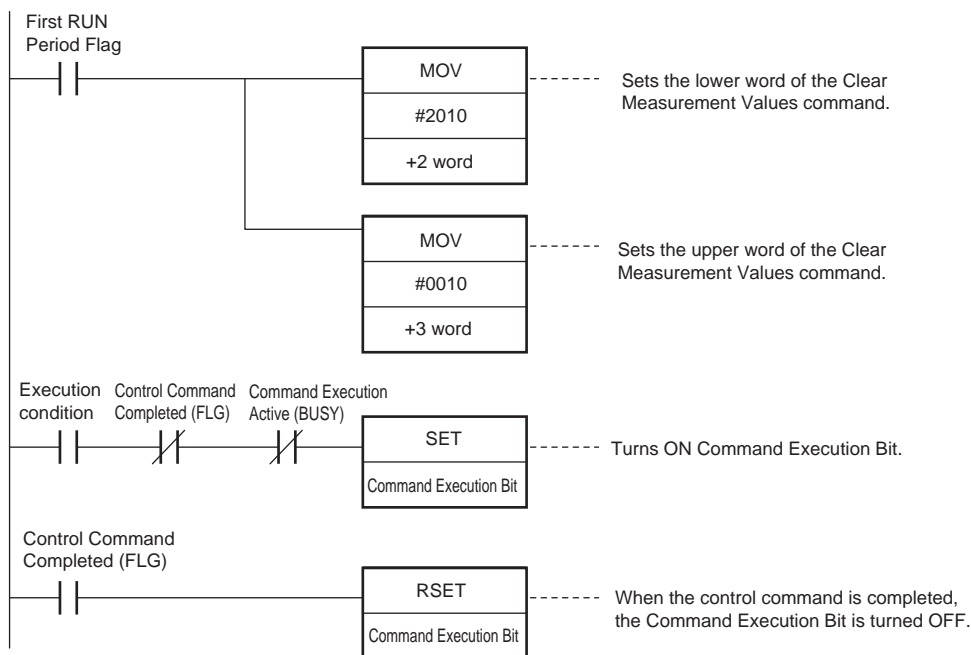 First RUN
Period Flag
MOV
#2010
+2 word
Sets the lower word of the Clear
Measurement Values command.
MOV
#0010
+3 word
Sets the upper word of the Clear
Measurement Values command.
Execution
condition
Control Command
Completed (FLG)
Command Execution
Active (BUSY)
SET
Command Execution Bit
Turns ON Command Execution Bit.
Control Command
Completed (FLG)
RSET
Command Execution Bit
When the control command is completed,
the Command Execution Bit is turned OFF.